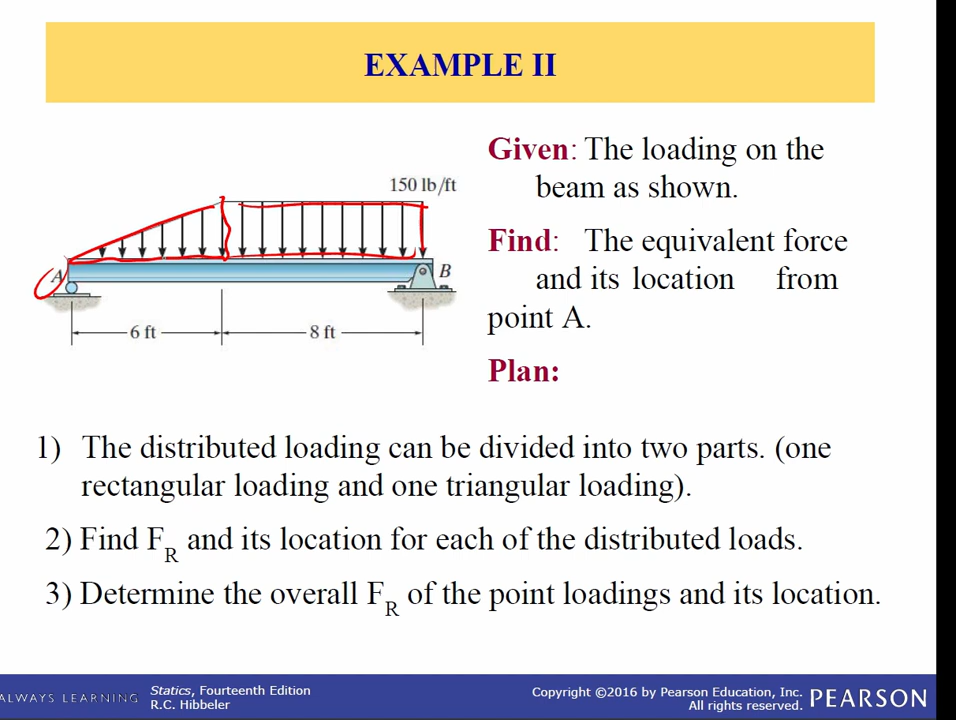 EXAMPLE II
150 lb/ft
A
B
6 ft
8 ft
Given: The loading on the
beam as shown.
Find: The equivalent force
and its location from
point A.
Plan:
1) The distributed loading can be divided into two parts. (one
rectangular loading and one triangular loading).
2) Find FR and its location for each of the distributed loads.
3) Determine the overall FR of the point loadings and its location.
ALWAYS LEARNING
Statics, Fourteenth Edition
R.C. Hibbeler
Copyright ©2016 by Pearson Education, Inc.
All rights reserved.
PEARSON